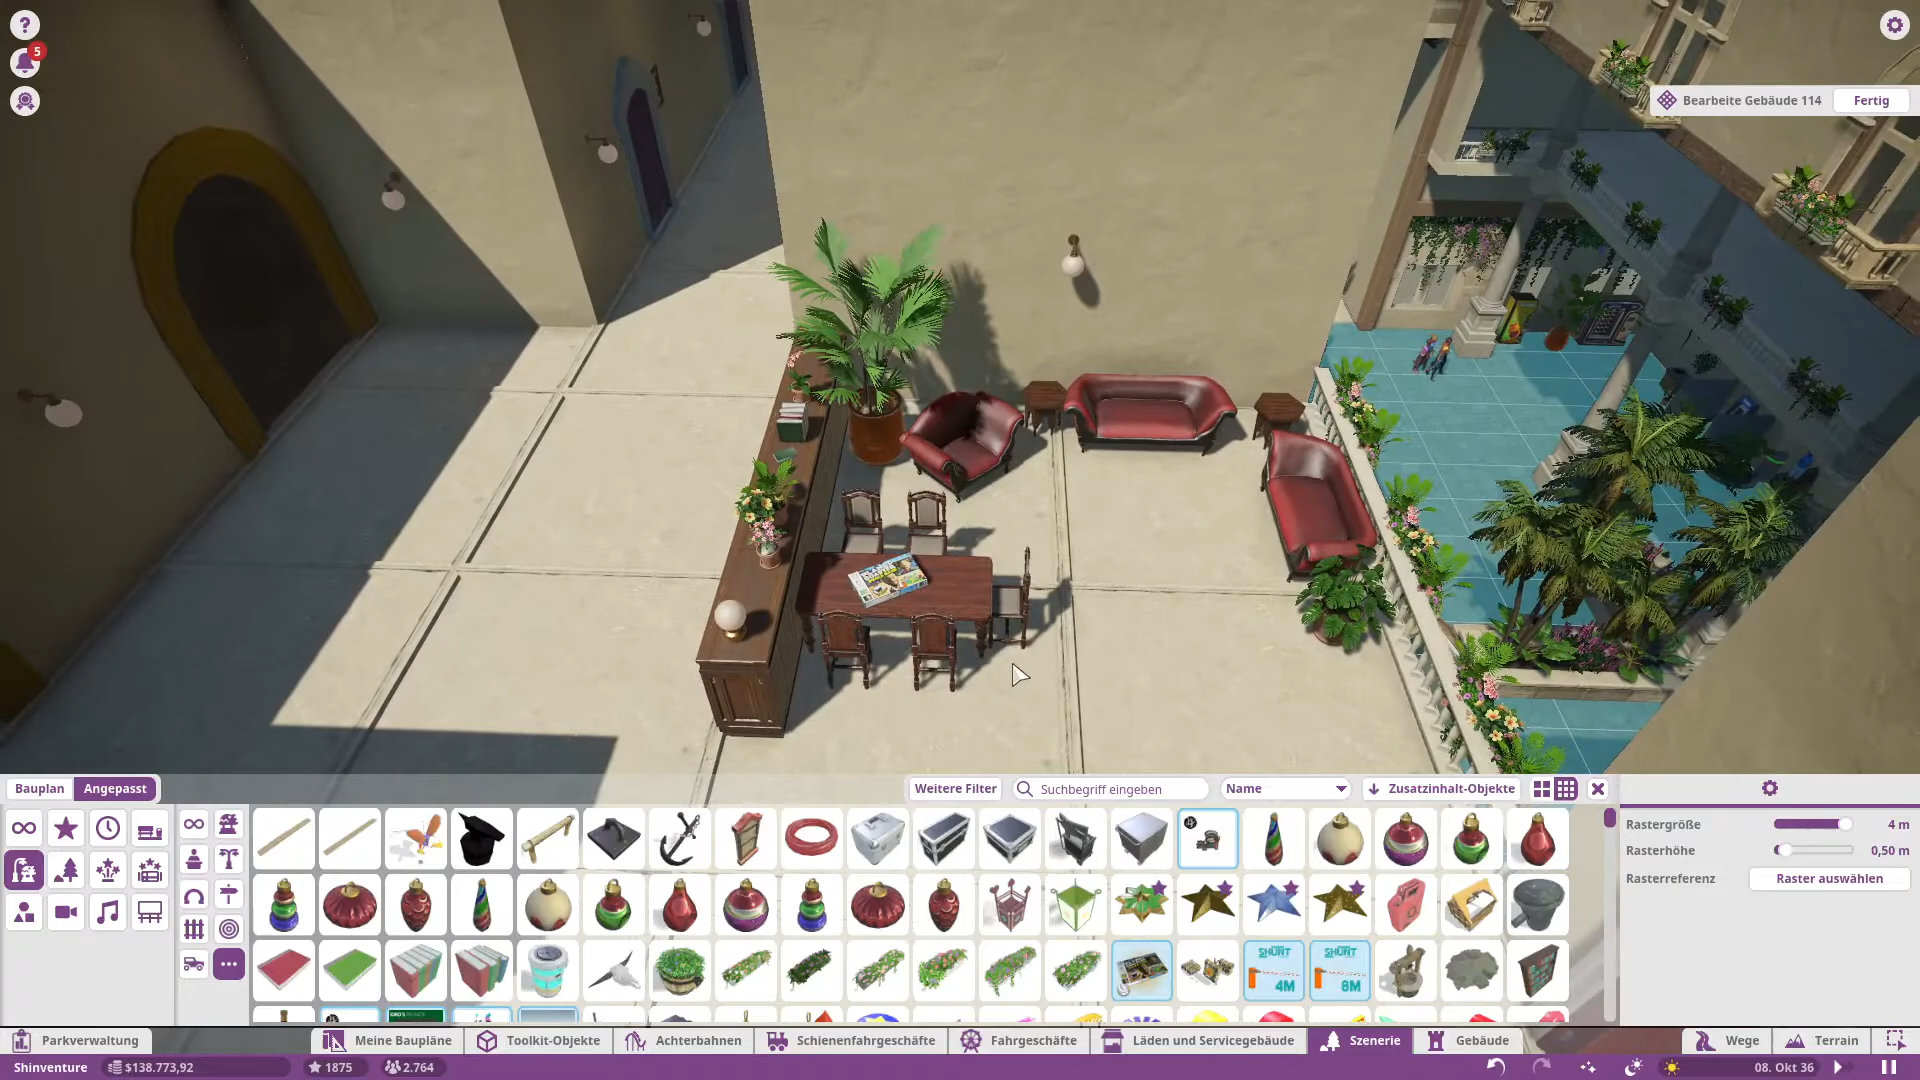 ?
5
Bearbeite Gebäude 114
Fertig
Bauplan
Angepasst
Weitere Filter
Suchbegriff eingeben
Name
Zusatzinhalt-Objekte
Rastergröße
4 m
Rasterhöhe
0,50 m
Rasterreferenz
Raster auswählen
SHUNT
4M
SHUNT
8M
Parkverwaltung
Meine Baupläne
Toolkit-Objekte
Achterbahnen
Schienenfahrgeschäfte
Fahrgeschäfte
Läden und Servicegebäude
Szenerie
Gebäude
Wege
Terrain
Shinventure
$138.773,92
1875
2.764
08. Okt 36